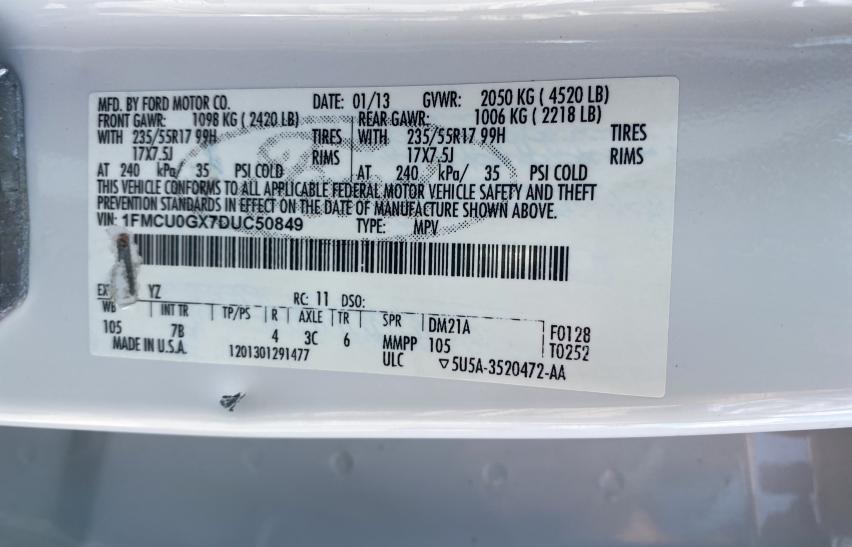 MFD. BY FORD MOTOR CO. DATE: 01/13 GVWR: 2050 KG ( 4520 LB)
FRONT GAWR: 1098 KG ( 2420 LB) REAR GAWR: 1006 KG ( 2218 LB)
WITH 235/55R17 99H TIRES WITH 235/55R17 99H TIRES
17X7.5J RIMS 17X7.5J RIMS
AT 240 kPa/ 35 PSI COLD AT 240 kPa/ 35 PSI COLD
THIS VEHICLE CONFORMS TO ALL APPLICABLE FEDERAL MOTOR VEHICLE SAFETY AND THEFT
PREVENTION STANDARDS IN EFFECT ON THE DATE OF MANUFACTURE SHOWN ABOVE.
VIN: 1FMCU0GX7DUC50849 TYPE: MPV
YZ RC: 11 DSO:
WB INT TR TP/PS R AXLE TR SPR DM21A F0128
105 7B 4 3C 6 MMPP 105 T0252
MADE IN U.S.A. 1201301291477 ULC ▽5U5A-3520472-AA